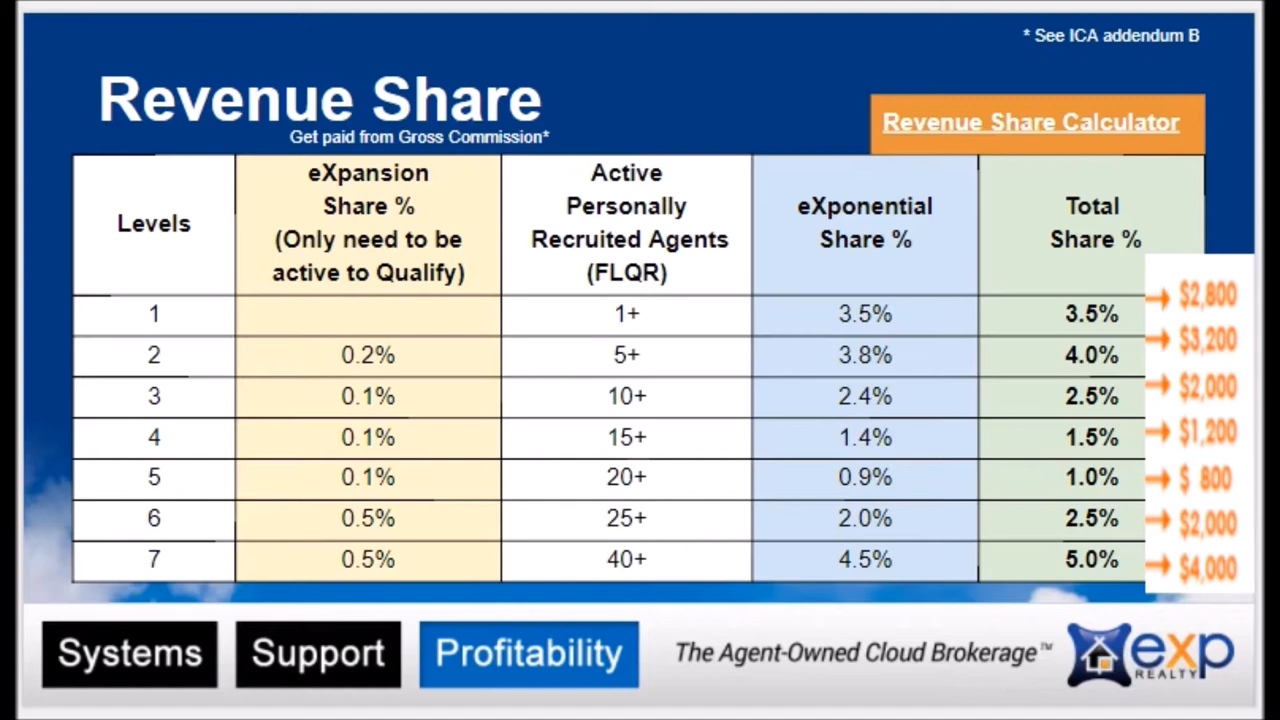 * See ICA addendum B
Revenue Share
Get paid from Gross Commission*
Revenue Share Calculator
Levels
eXpansion
Share %
(Only need to be
active to Qualify)
Active
Personally
Recruited Agents
(FLQR)
eXponential
Share %
Total
Share %
1 1+ 3.5% 3.5% → $2,800
2 0.2% 5+ 3.8% 4.0% → $3,200
3 0.1% 10+ 2.4% 2.5% → $2,000
4 0.1% 15+ 1.4% 1.5% → $1,200
5 0.1% 20+ 0.9% 1.0% → $ 800
6 0.5% 25+ 2.0% 2.5% → $2,000
7 0.5% 40+ 4.5% 5.0% → $4,000
Systems Support Profitability The Agent-Owned Cloud Brokerage™ exp
REALTY